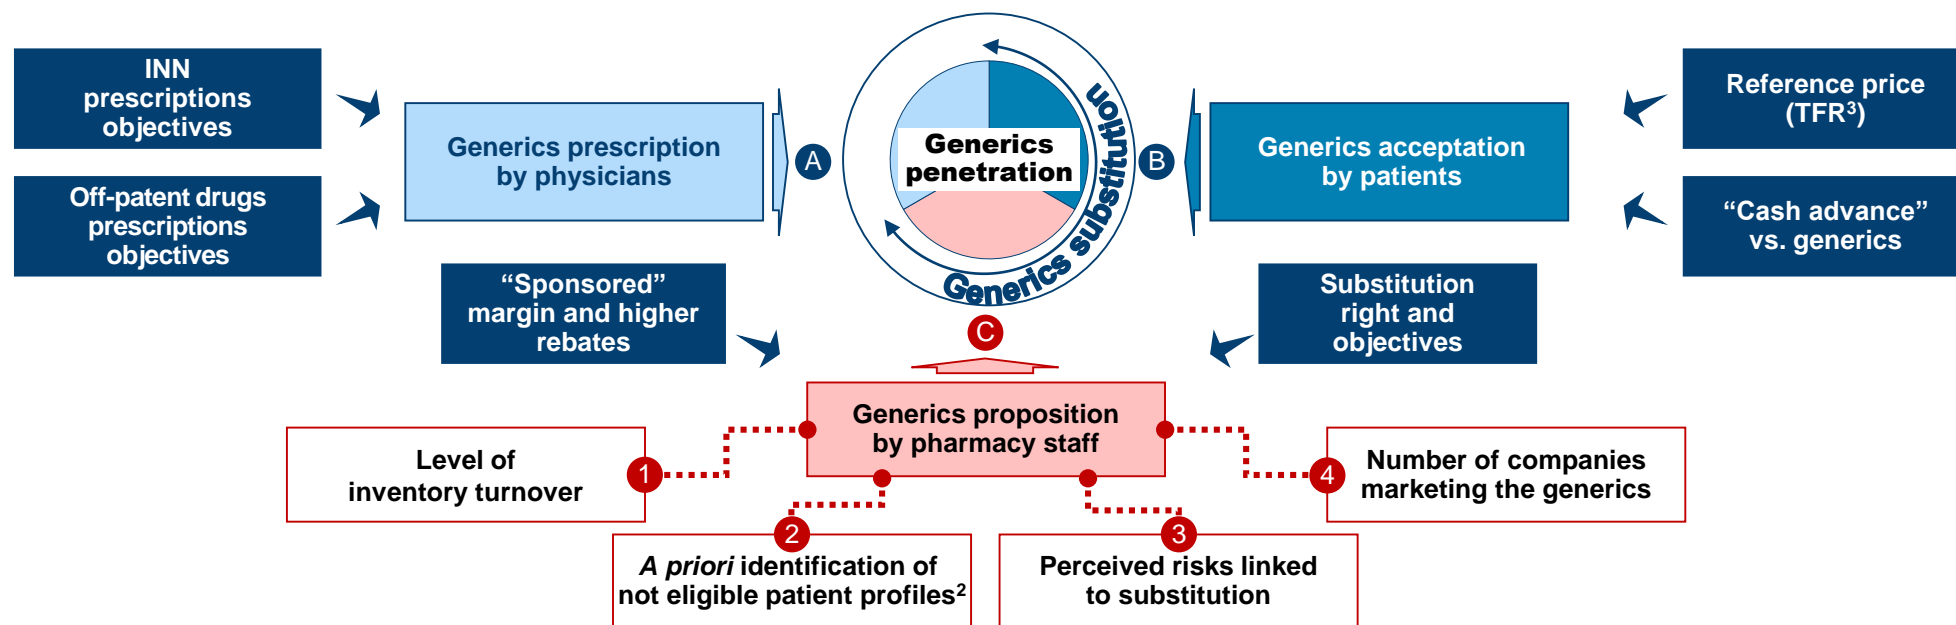 INN
prescriptions
objectives
Off-patent drugs
prescriptions
objectives
Generics prescription
by physicians
A
Generics
penetration
Generics substitution
B
Generics acceptation
by patients
Reference price
(TFR³)
“Cash advance”
vs. generics
“Sponsored”
margin and higher
rebates
C
Substitution
right and
objectives
Generics proposition
by pharmacy staff
Level of
inventory turnover
1
2
A priori identification of
not eligible patient profiles²
3
Perceived risks linked
to substitution
4
Number of companies
marketing the generics